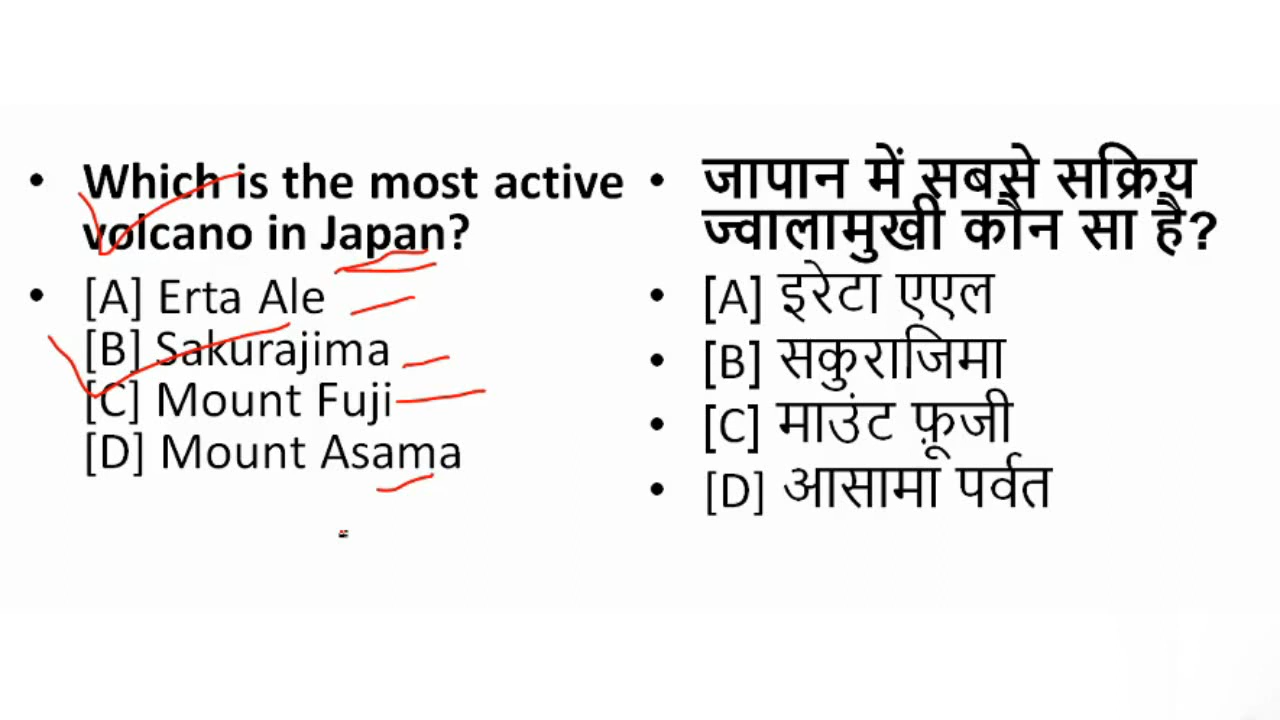 • Which is the most active
volcano in Japan?
• [A] Erta Ale
[B] Sakurajima
[C] Mount Fuji
[D] Mount Asama
• जापान में सबसे सक्रिय
ज्वालामुखी कौन सा है?
• [A] इरेटा एएल
• [B] सकुराजिमा
• [C] माउंट फ़ूजी
• [D] आसामा पर्वत